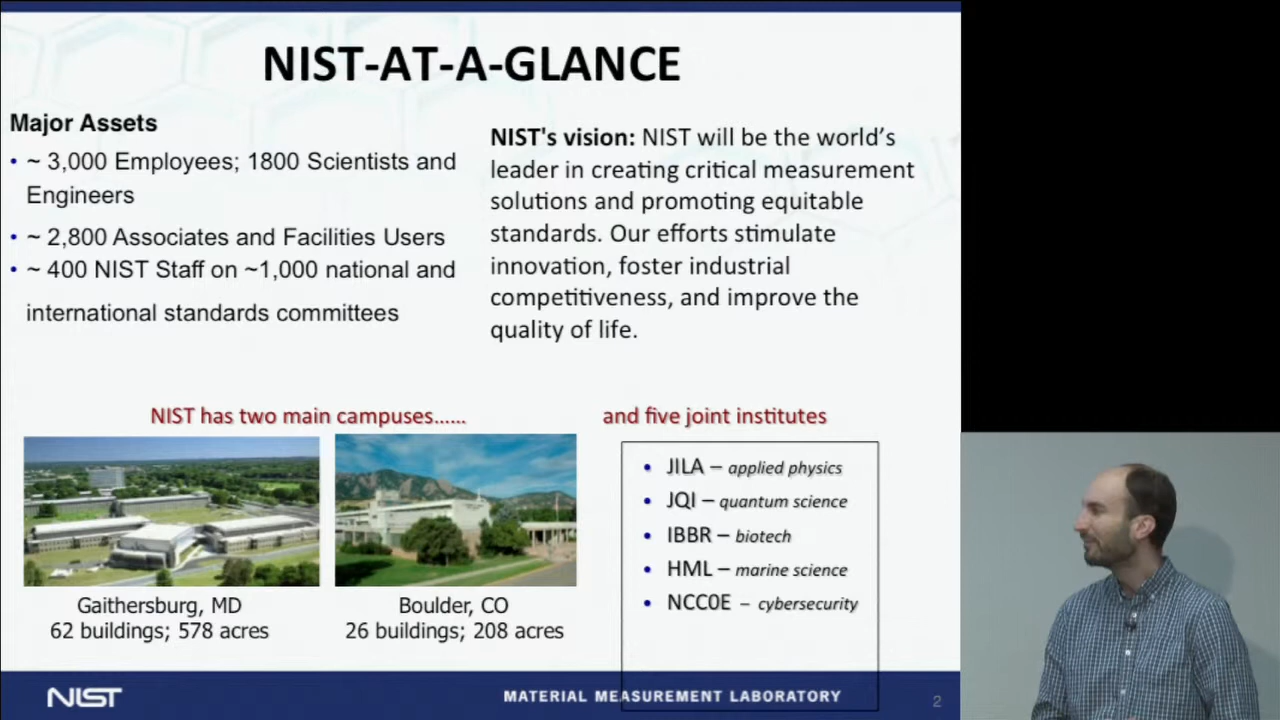 NIST-AT-A-GLANCE
Major Assets
• ~ 3,000 Employees; 1800 Scientists and
Engineers
• ~ 2,800 Associates and Facilities Users
• ~ 400 NIST Staff on ~1,000 national and
international standards committees
NIST's vision: NIST will be the world's
leader in creating critical measurement
solutions and promoting equitable
standards. Our efforts stimulate
innovation, foster industrial
competitiveness, and improve the
quality of life.
NIST has two main campuses......
and five joint institutes
Gaithersburg, MD
62 buildings; 578 acres
Boulder, CO
26 buildings; 208 acres
• JILA – applied physics
• JQI – quantum science
• IBBR – biotech
• HML – marine science
• NCC0E – cybersecurity
NIST
MATERIAL MEASUREMENT LABORATORY
2